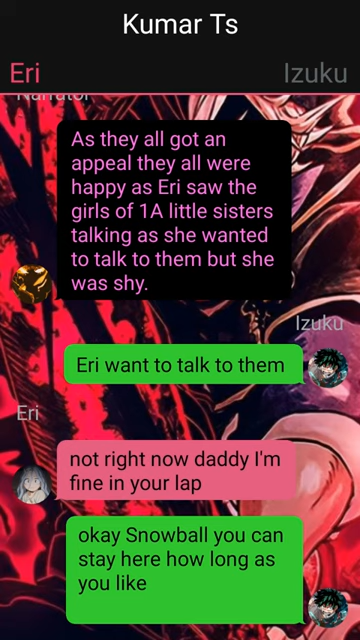 Kumar Ts
Eri
Izuku
Narrator
As they all got an
appeal they all were
happy as Eri saw the
girls of 1A little sisters
talking as she wanted
to talk to them but she
was shy.
Izuku
Eri want to talk to them
Eri
not right now daddy I'm
fine in your lap
okay Snowball you can
stay here how long as
you like